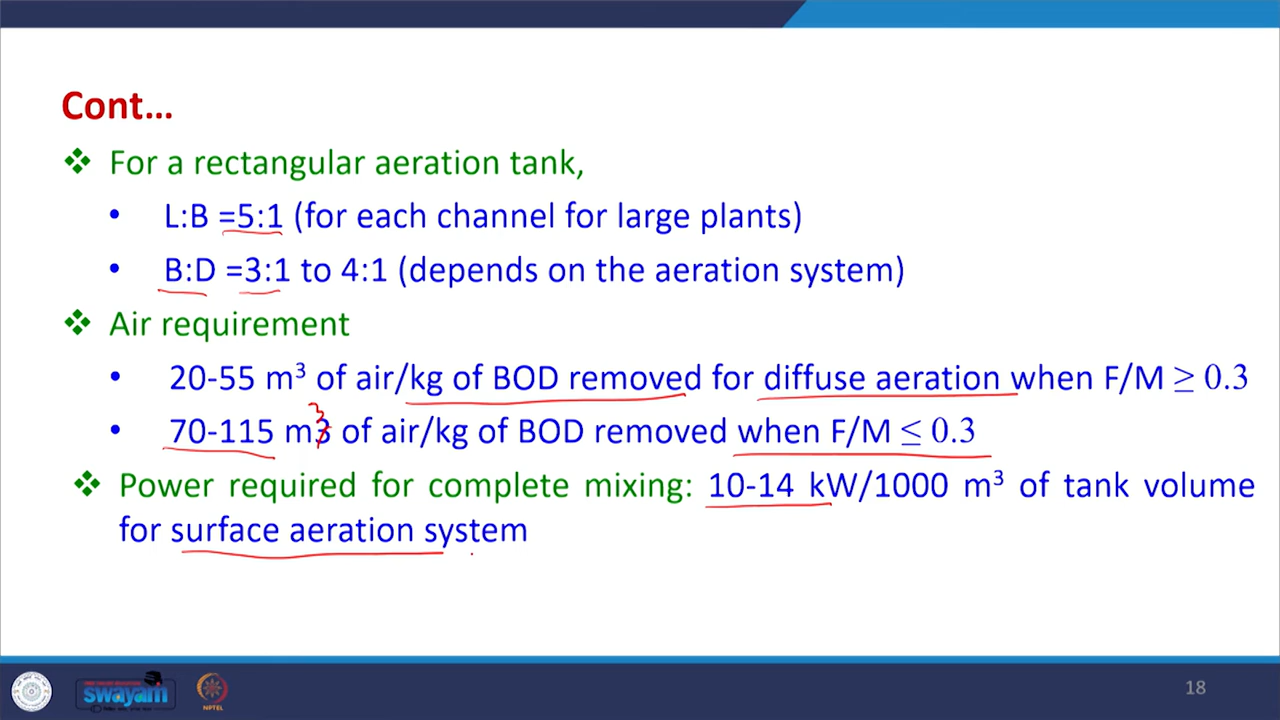 Cont...
❖ For a rectangular aeration tank,
• L:B =5:1 (for each channel for large plants)
• B:D =3:1 to 4:1 (depends on the aeration system)
❖ Air requirement
• 20-55 m³ of air/kg of BOD removed for diffuse aeration when F/M ≥ 0.3
• 70-115 m3 of air/kg of BOD removed when F/M ≤ 0.3
3
❖ Power required for complete mixing: 10-14 kW/1000 m³ of tank volume
for surface aeration system
swayam
NPTEL
18